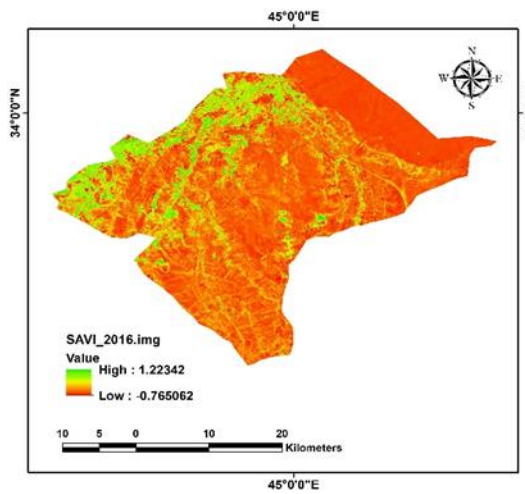 45°0'0"E
N
W E
S
34°0'0"N
SAVI_2016.img
Value
High : 1.22342
Low : -0.765062
10 5 0 10 20
Kilometers
45°0'0"E